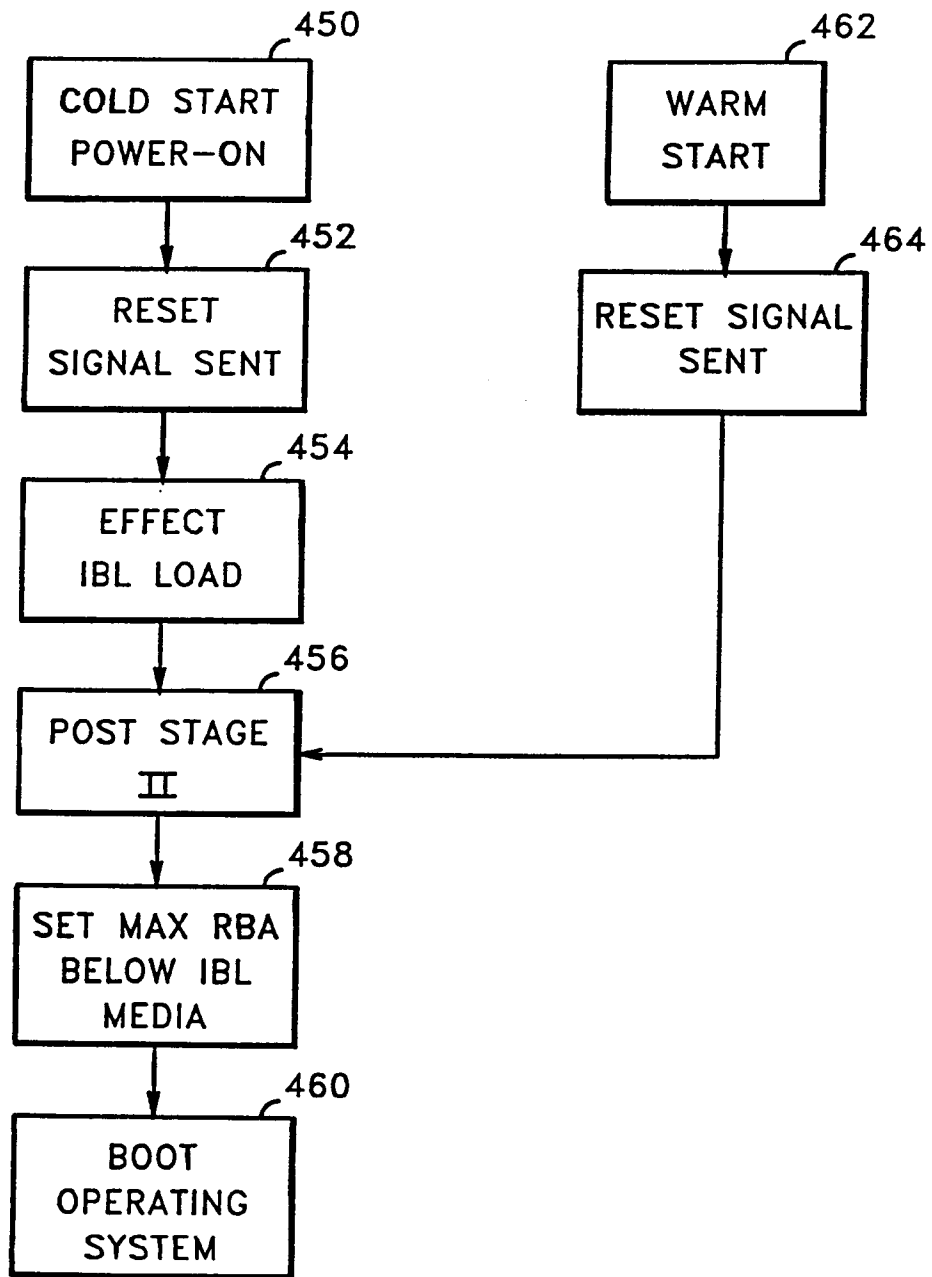 450
COLD START
POWER-ON
452
RESET
SIGNAL SENT
454
EFFECT
IBL LOAD
456
POST STAGE
II
458
SET MAX RBA
BELOW IBL
MEDIA
460
BOOT
OPERATING
SYSTEM
462
WARM
START
464
RESET SIGNAL
SENT